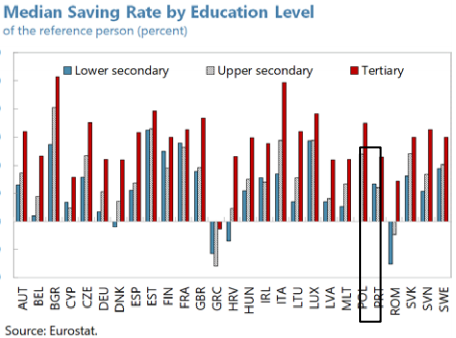 Median Saving Rate by Education Level
of the reference person (percent)
Lower secondary Upper secondary Tertiary
AUT BEL BGR CYP CZE DEU DNK ESP EST FIN FRA GBR GRC HRV HUN IRL ITA LTU LUX LVA MLT POL PRT ROM SVK SVN SWE
Source: Eurostat.